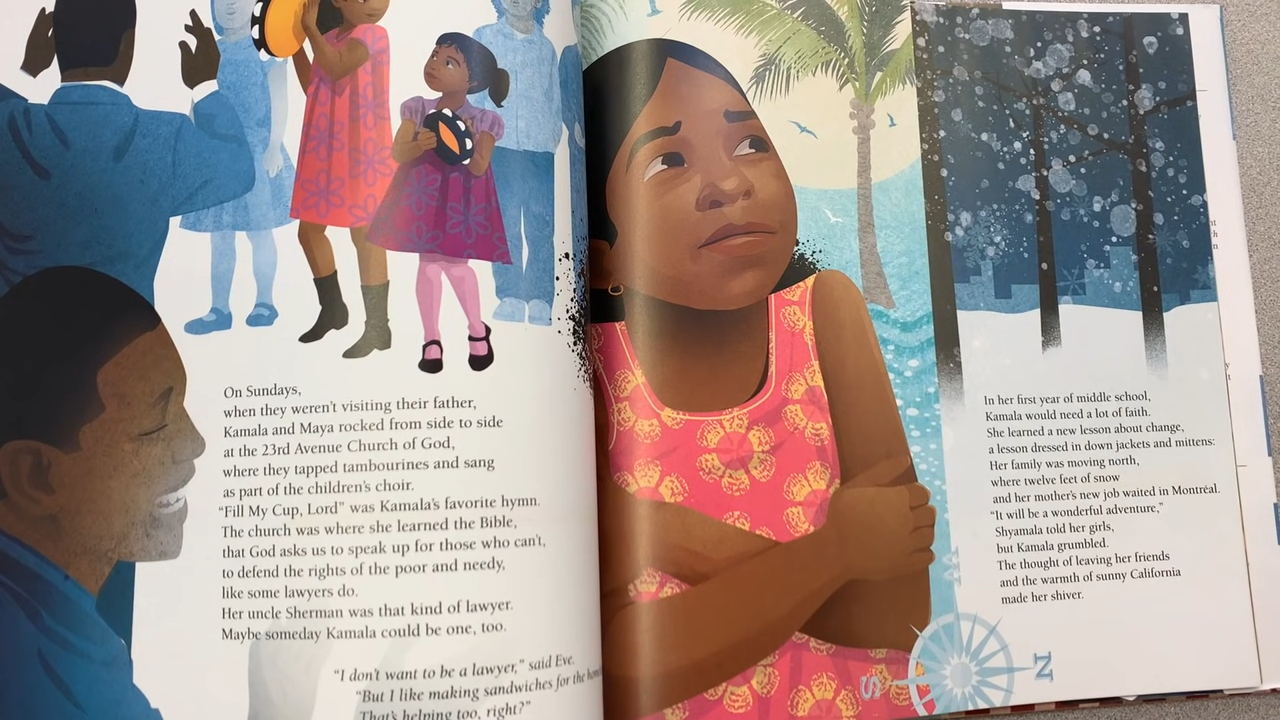 On Sundays,
when they weren't visiting their father,
Kamala and Maya rocked from side to side
at the 23rd Avenue Church of God,
where they tapped tambourines and sang
as part of the children's choir.
"Fill My Cup, Lord" was Kamala's favorite hymn.
The church was where she learned the Bible,
that God asks us to speak up for those who can't,
to defend the rights of the poor and needy,
like some lawyers do.
Her uncle Sherman was that kind of lawyer.
Maybe someday Kamala could be one, too.
"I don't want to be a lawyer," said Eve.
"But I like making sandwiches for the
That's helping too, right?"
In her first year of middle school,
Kamala would need a lot of faith.
She learned a new lesson about change,
a lesson dressed in down jackets and mittens:
Her family was moving north,
where twelve feet of snow
and her mother's new job waited in Montréal.
"It will be a wonderful adventure,"
Shyamala told her girls,
but Kamala grumbled.
The thought of leaving her friends
and the warmth of sunny California
made her shiver.
S
N